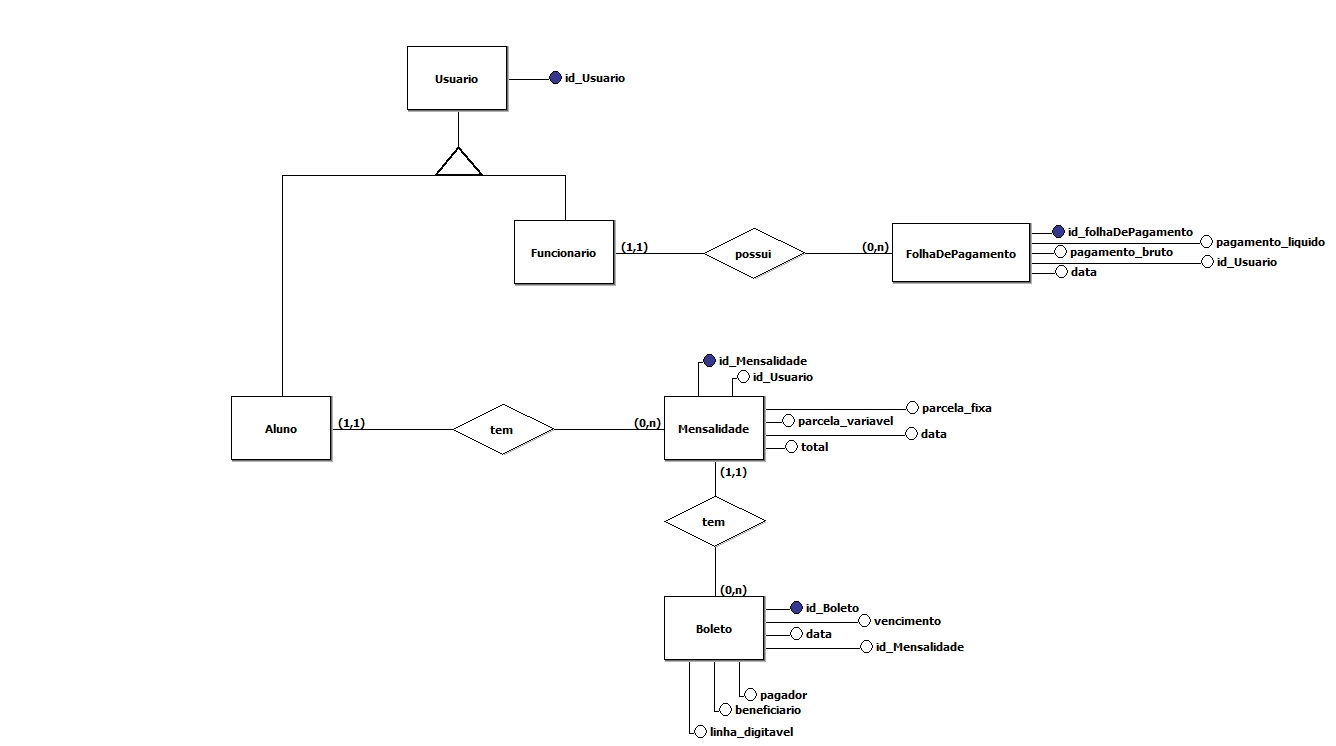 Usuario
id_Usuario
Funcionario
(1,1)
possui
(0,n)
FolhaDePagamento
id_folhaDePagamento
pagamento_liquido
pagamento_bruto
id_Usuario
data
id_Mensalidade
id_Usuario
Aluno
(1,1)
tem
(0,n)
Mensalidade
parcela_fixa
parcela_variavel
data
total
(1,1)
tem
(0,n)
Boleto
id_Boleto
vencimento
data
id_Mensalidade
pagador
beneficiario
linha_digitavel